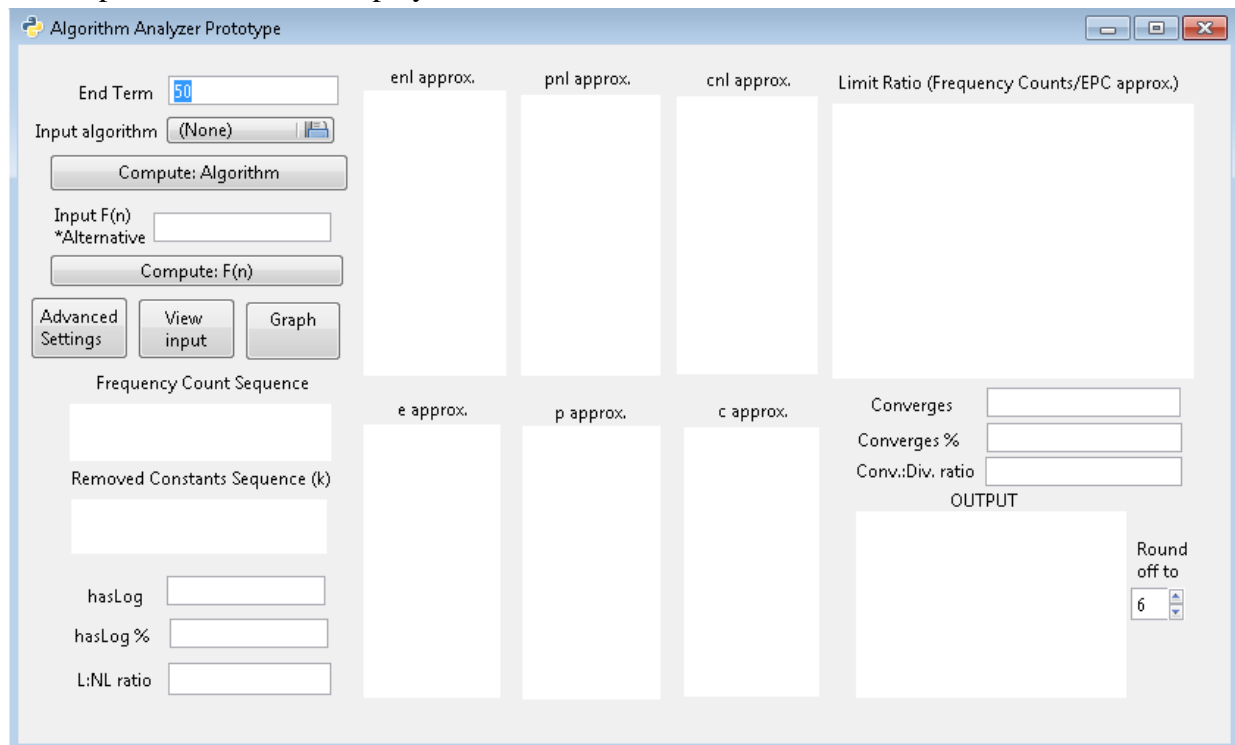 Algorithm Analyzer Prototype
End Term 50
Input algorithm (None)
Compute: Algorithm
Input F(n)
*Alternative
Compute: F(n)
Advanced
Settings
View
input
Graph
Frequency Count Sequence
Removed Constants Sequence (k)
hasLog
hasLog %
L:NL ratio
enl approx.
pnl approx.
cnl approx.
e approx.
p approx.
c approx.
Limit Ratio (Frequency Counts/EPC approx.)
Converges
Converges %
Conv.:Div. ratio
OUTPUT
Round
off to
6